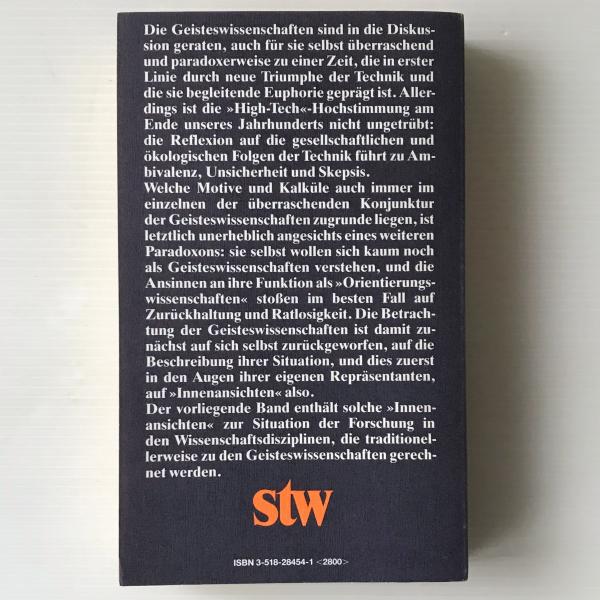 Die Geisteswissenschaften sind in die Diskus-
sion geraten, auch für sie selbst überraschend
und paradoxerweise zu einer Zeit, die in erster
Linie durch neue Triumphe der Technik und
die sie begleitende Euphorie geprägt ist. Aller-
dings ist die »High-Tech«-Hochstimmung am
Ende unseres Jahrhunderts nicht ungetrübt:
die Reflexion auf die gesellschaftlichen und
ökologischen Folgen der Technik führt zu Am-
bivalenz, Unsicherheit und Skepsis.
Welche Motive und Kalküle auch immer im
einzelnen der überraschenden Konjunktur
der Geisteswissenschaften zugrunde liegen, ist
letztlich unerheblich angesichts eines weiteren
Paradoxons: sie selbst wollen sich kaum noch
als Geisteswissenschaften verstehen, und die
Ansinnen an ihre Funktion als »Orientierungs-
wissenschaften« stoßen im besten Fall auf
Zurückhaltung und Ratlosigkeit. Die Betrach-
tung der Geisteswissenschaften ist damit zu-
nächst auf sich selbst zurückgeworfen, auf die
Beschreibung ihrer Situation, und dies zuerst
in den Augen ihrer eigenen Repräsentanten,
auf »Innenansichten« also.
Der vorliegende Band enthält solche »Innen-
ansichten« zur Situation der Forschung in
den Wissenschaftsdisziplinen, die traditionel-
lerweise zu den Geisteswissenschaften gerech-
net werden.
stw
ISBN 3-518-28454-1 <2800>